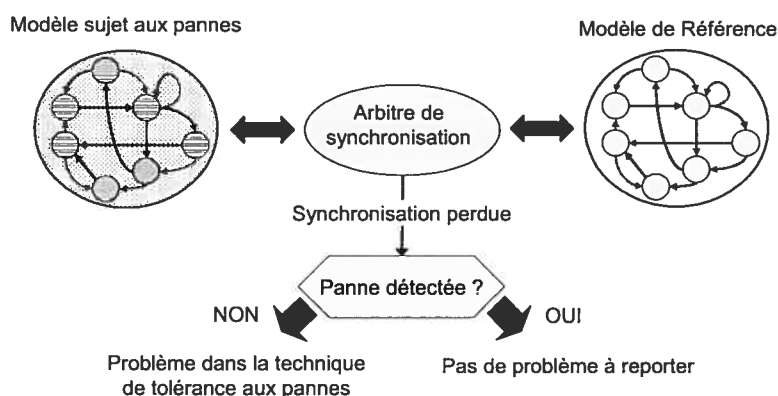 Modèle sujet aux pannes
Modèle de Référence
Arbitre de
synchronisation
Synchronisation perdue
Panne détectée ?
NON
OUI
Problème dans la technique
de tolérance aux pannes
Pas de problème à reporter